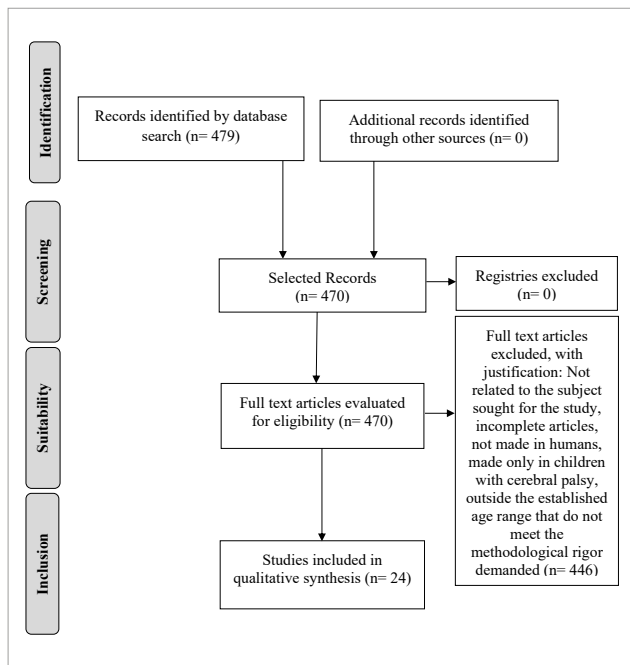 Identification
Records identified by database
search (n= 479)
Additional records identified
through other sources (n= 0)
Screening
Selected Records
(n= 470)
Registries excluded
(n= 0)
Suitability
Full text articles evaluated
for eligibility (n= 470)
Full text articles
excluded, with
justification: Not
related to the subject
sought for the study,
incomplete articles,
not made in humans,
made only in children
with cerebral palsy,
outside the established
age range that do not
meet the
methodological rigor
demanded (n= 446)
Inclusion
Studies included in
qualitative synthesis (n= 24)